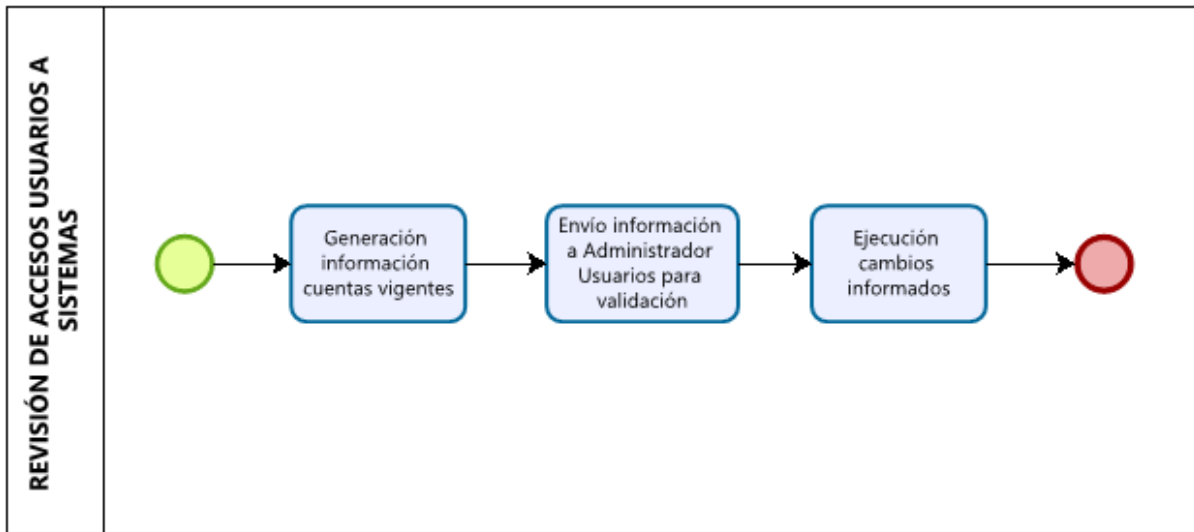 REVISIÓN DE ACCESOS USUARIOS A
SISTEMAS
Generación
información
cuentas vigentes
Envío información
a Administrador
Usuarios para
validación
Ejecución
cambios
informados